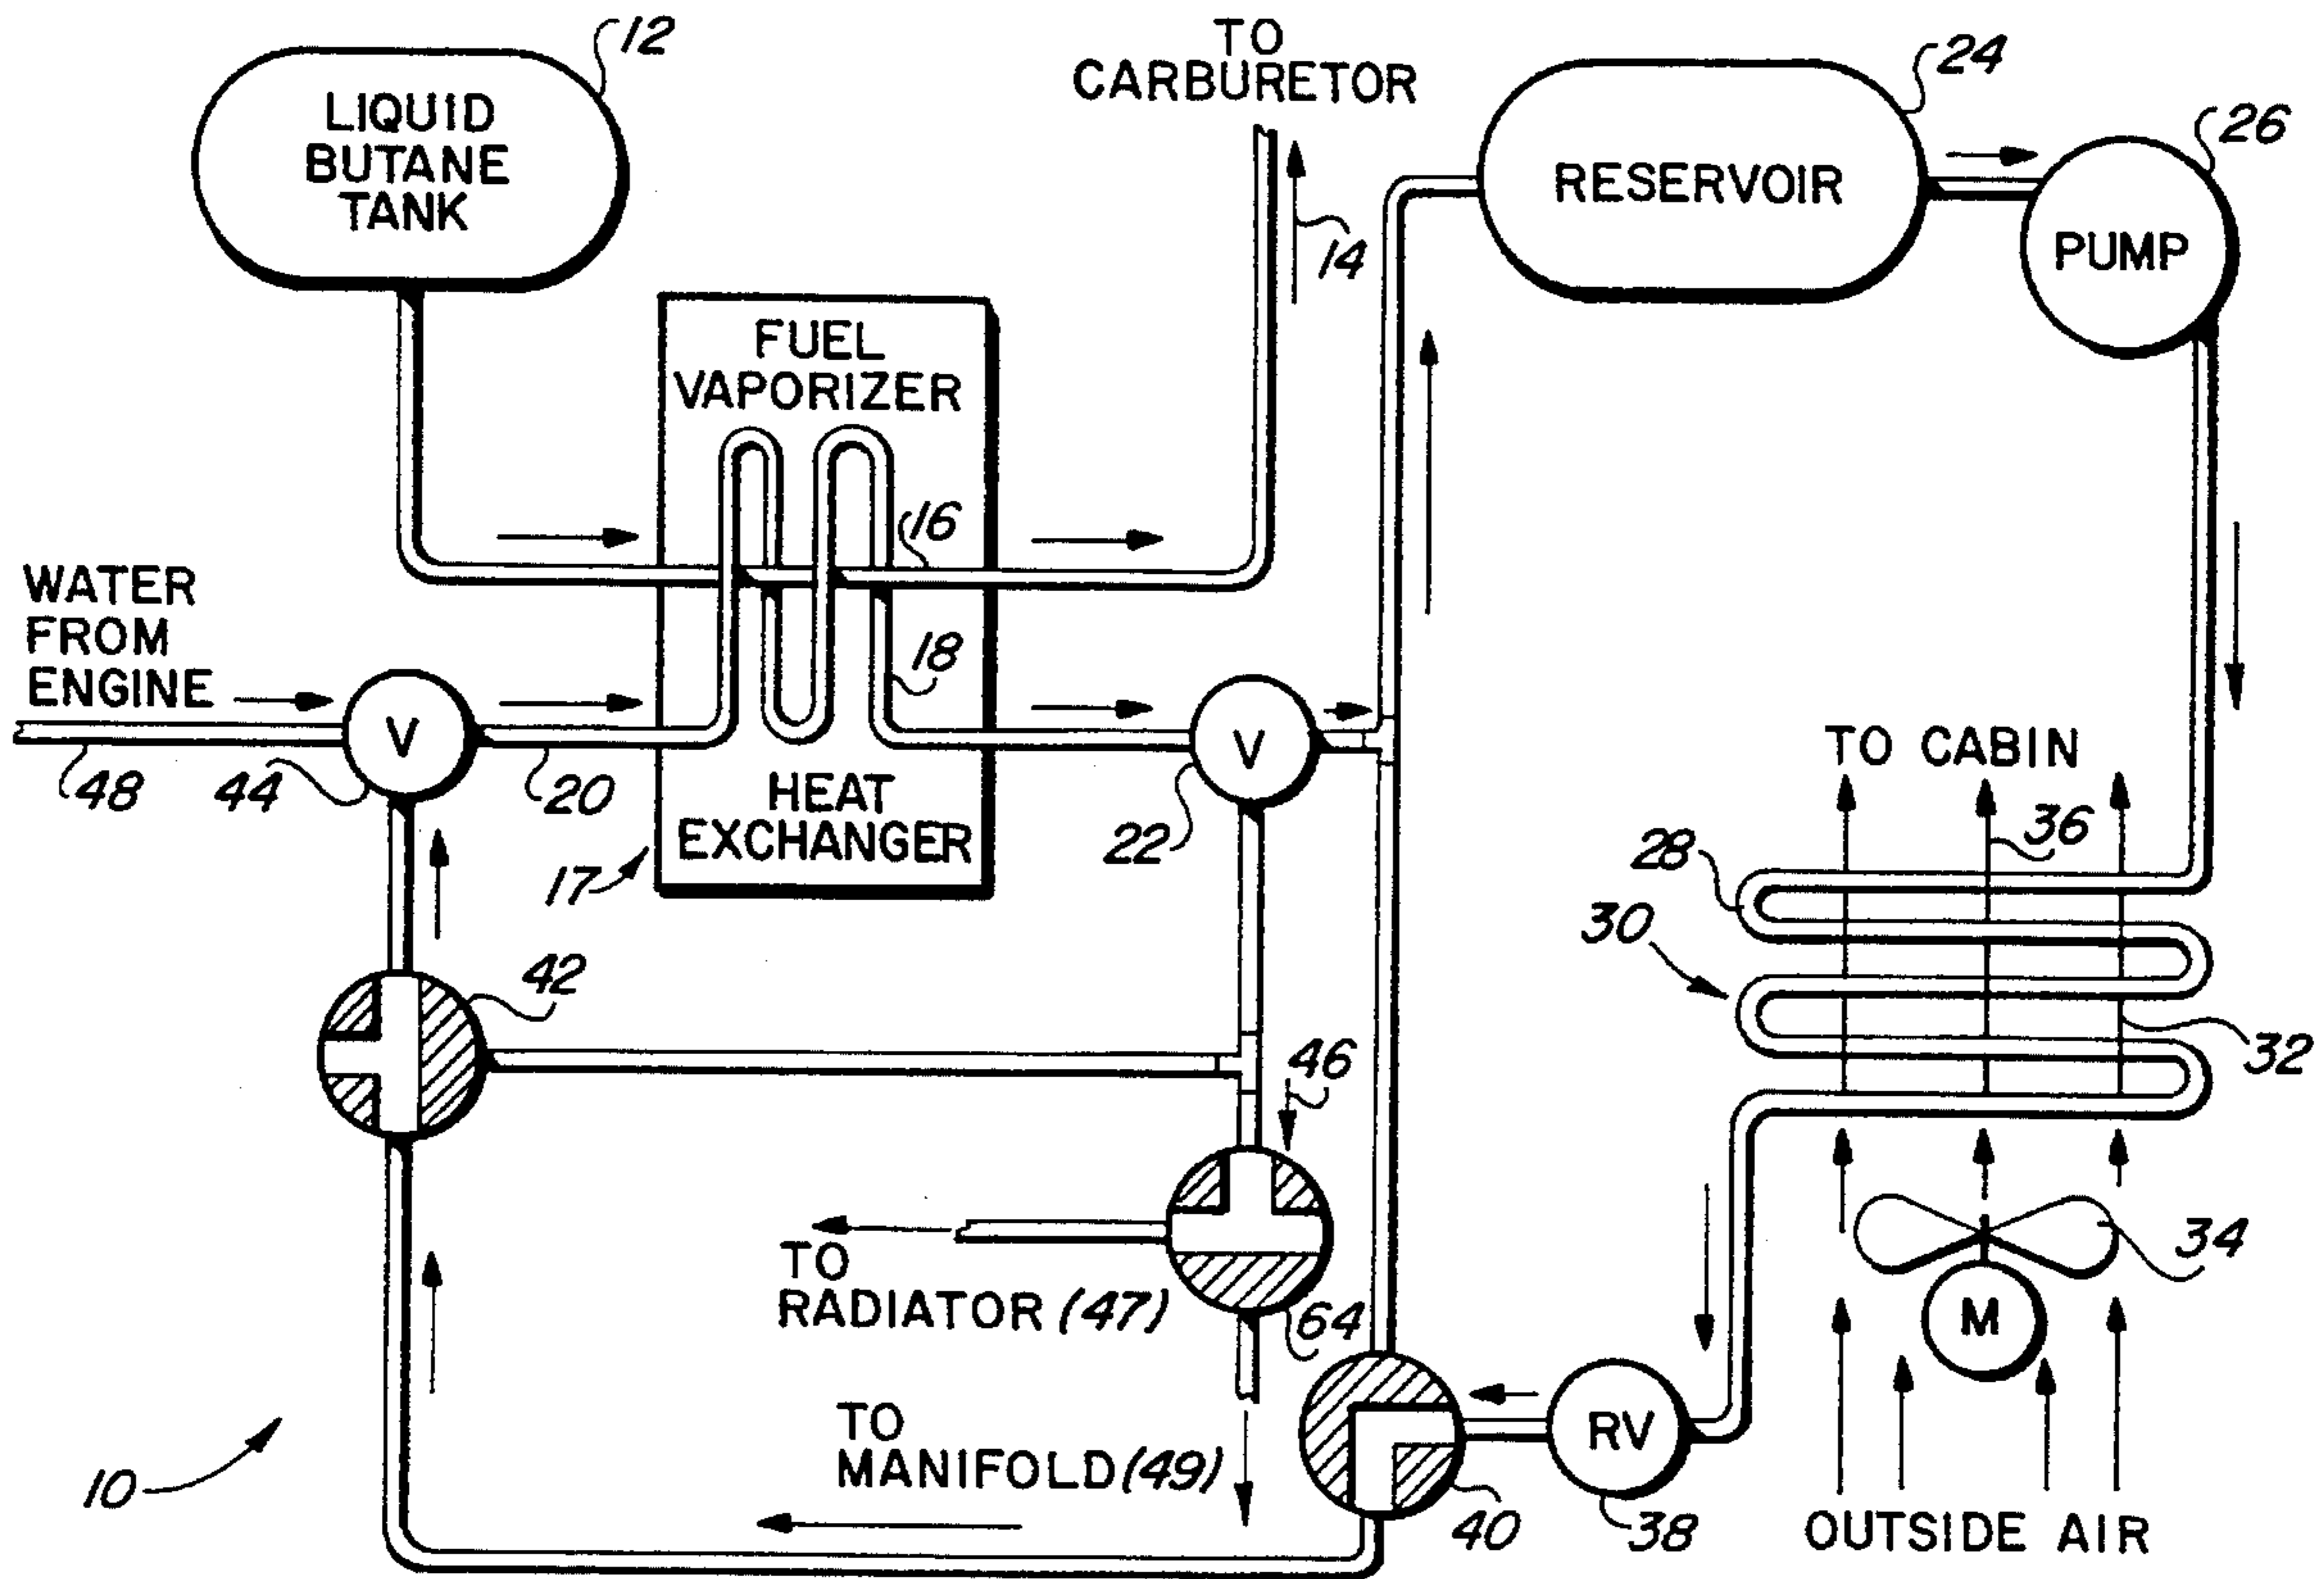 12
LIQUID
BUTANE
TANK
TO
CARBURETOR
14
24
RESERVOIR
26
PUMP
FUEL
VAPORIZER
16
18
WATER
FROM
ENGINE
48
44
V
20
HEAT
EXCHANGER
17
V
22
TO CABIN
36
28
30
32
42
46
34
TO
RADIATOR (47)
64
M
TO
MANIFOLD (49)
RV
40
38
OUTSIDE AIR
10